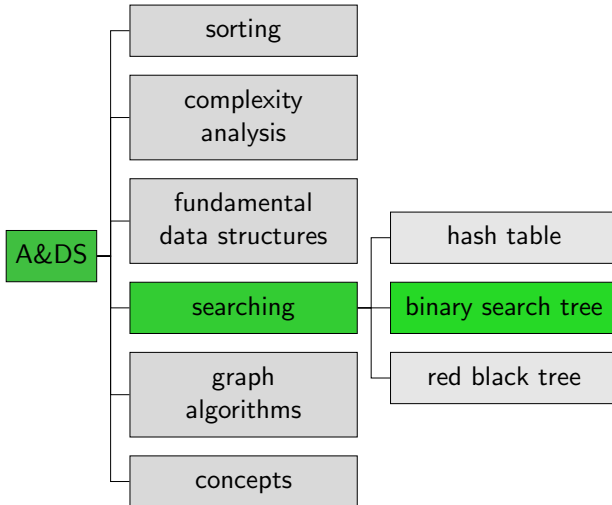 sorting
complexity
analysis
fundamental
data structures
A&DS
hash table
searching
binary search tree
red black tree
graph
algorithms
concepts